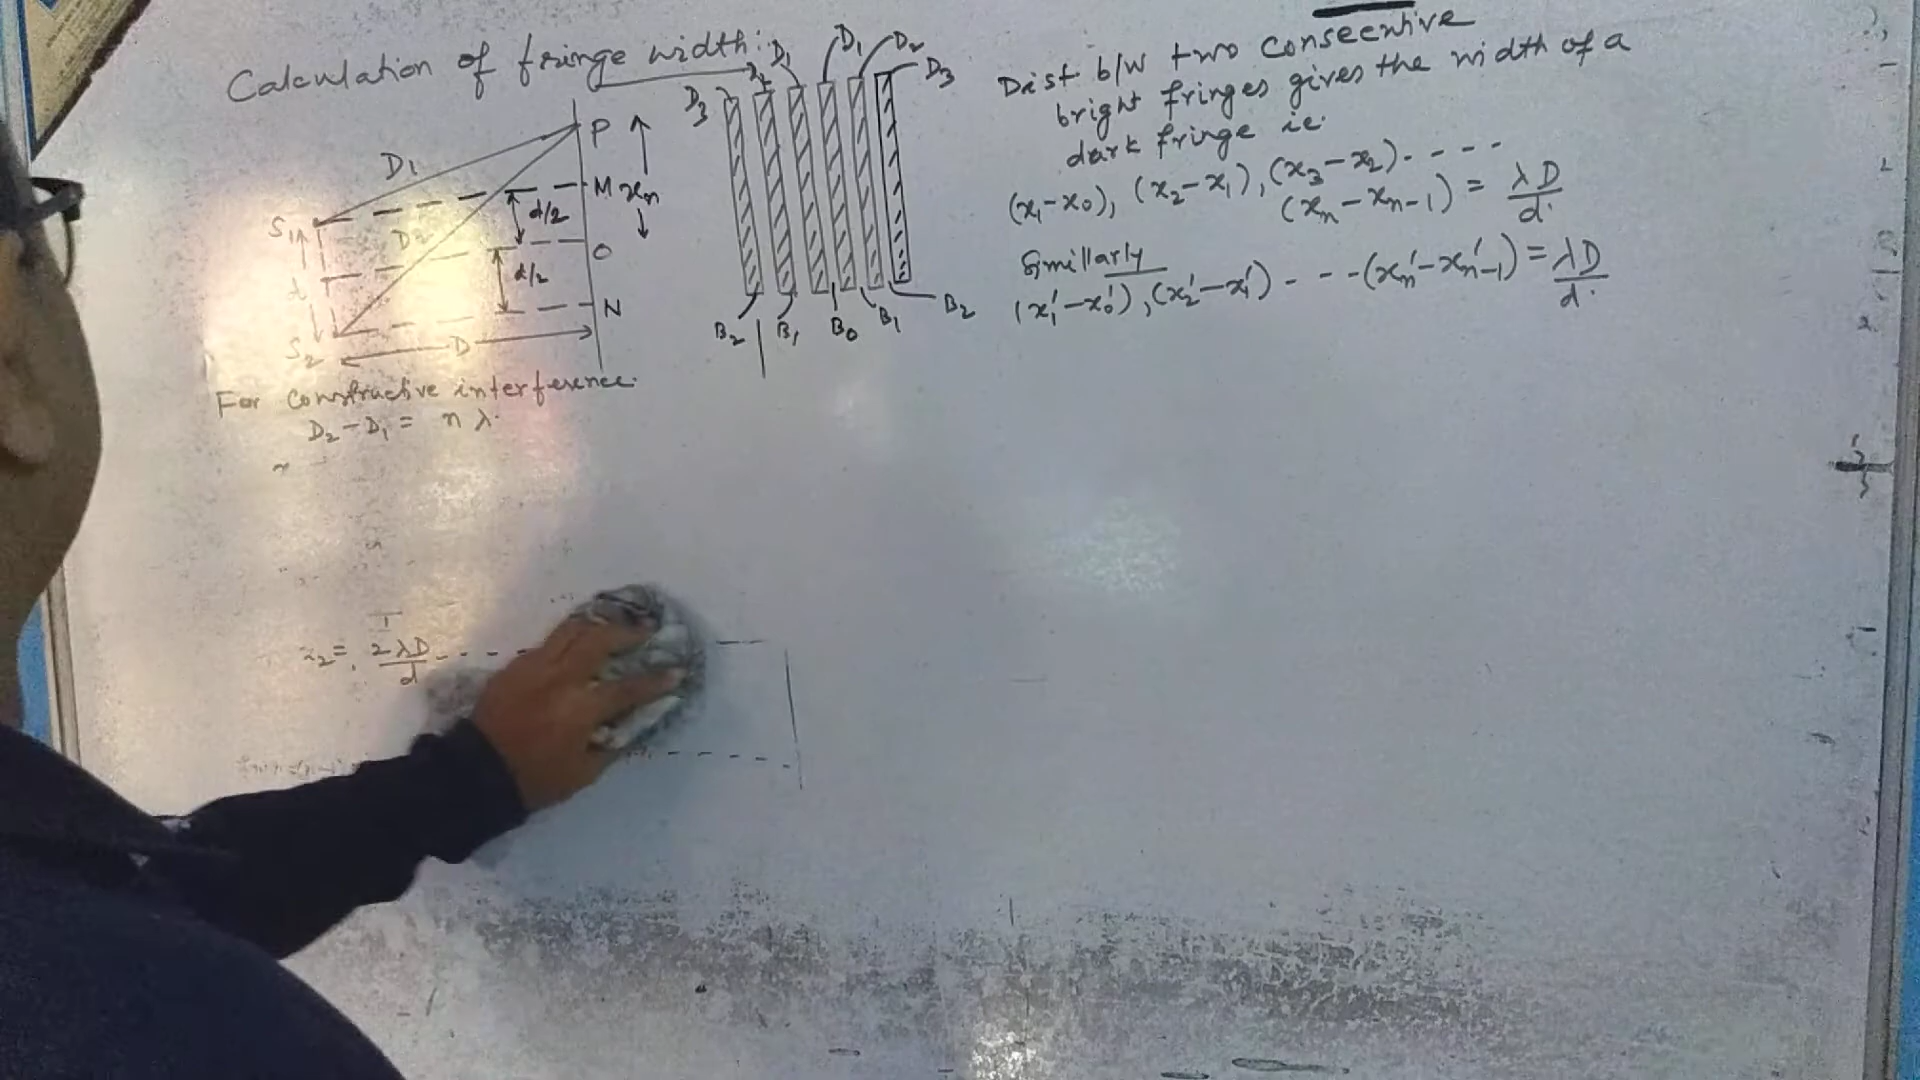 Calculation of fringe width:
D3 D2 D1 D1 D2 D3
P
D1
M xn
S1 d/2
D2
O
d d/2
N
S2 D
B2 B1 B0 B1 B2
For Constructive interference.
D2 - D1 = n λ.
x2 = 2λD/d - - -
Dist b/w two consecutive
bright fringes gives the width of a
dark fringe ie.
(x1 - x0), (x2 - x1), (x3 - x2) - - - -
(xn - xn-1) = λD/d.
Simillarly
(x1' - x0'), (x2' - x1') - - - (xn' - xn'-1) = λD/d.